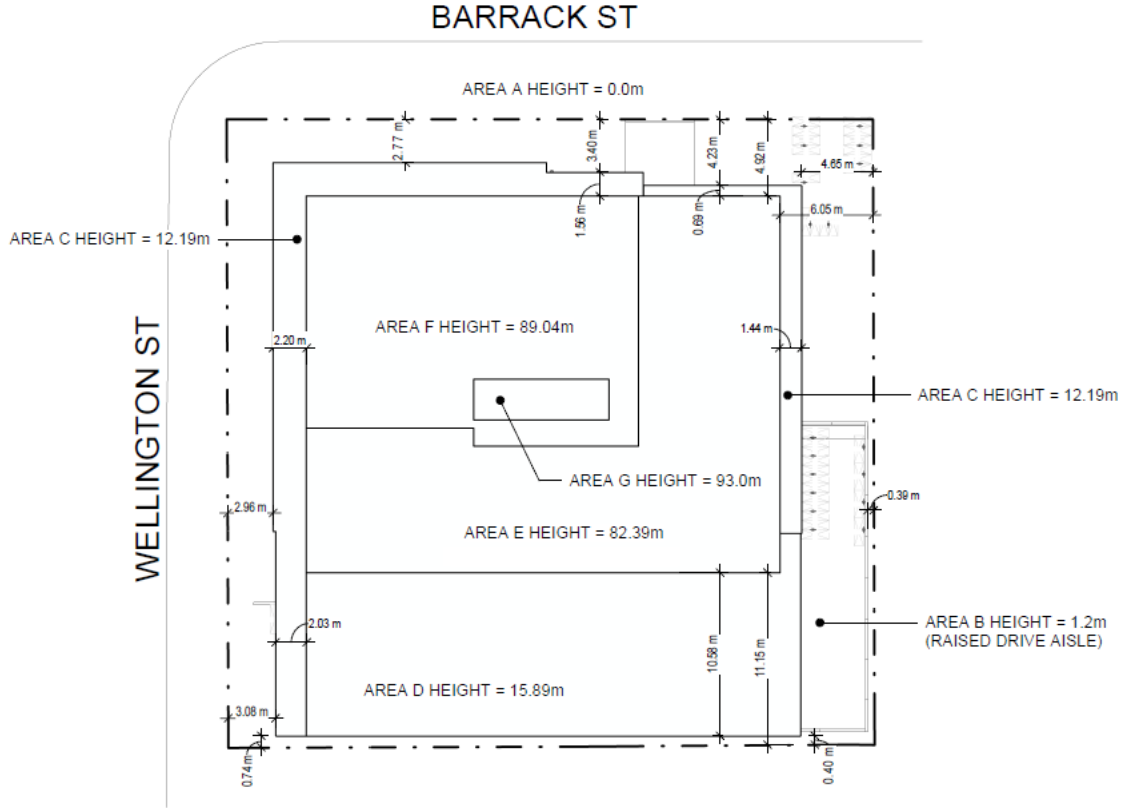 BARRACK ST
AREA A HEIGHT = 0.0m
2.77 m
3.40 m
4.23 m
4.92 m
4.65 m
1.56 m
0.69 m
6.05 m
AREA C HEIGHT = 12.19m
AREA F HEIGHT = 89.04m
2.20 m
1.44 m
WELLINGTON ST
AREA C HEIGHT = 12.19m
AREA G HEIGHT = 93.0m
0.39 m
2.96 m
AREA E HEIGHT = 82.39m
2.03 m
AREA B HEIGHT = 1.2m
(RAISED DRIVE AISLE)
10.58 m
11.15 m
AREA D HEIGHT = 15.89m
3.08 m
0.74 m
0.40 m